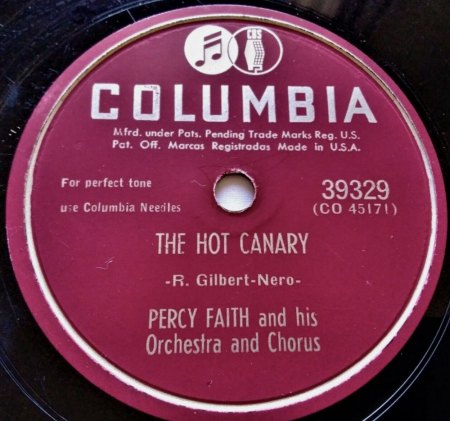 CBS
COLUMBIA
Mfrd. under Pats. Pending Trade Marks Reg. U.S.
Pat. Off. Marcas Registradas Made in U.S.A.
For perfect tone
use Columbia Needles
39329
(CO 45171)
THE HOT CANARY
-R. Gilbert-Nero-
PERCY FAITH and his
Orchestra and Chorus